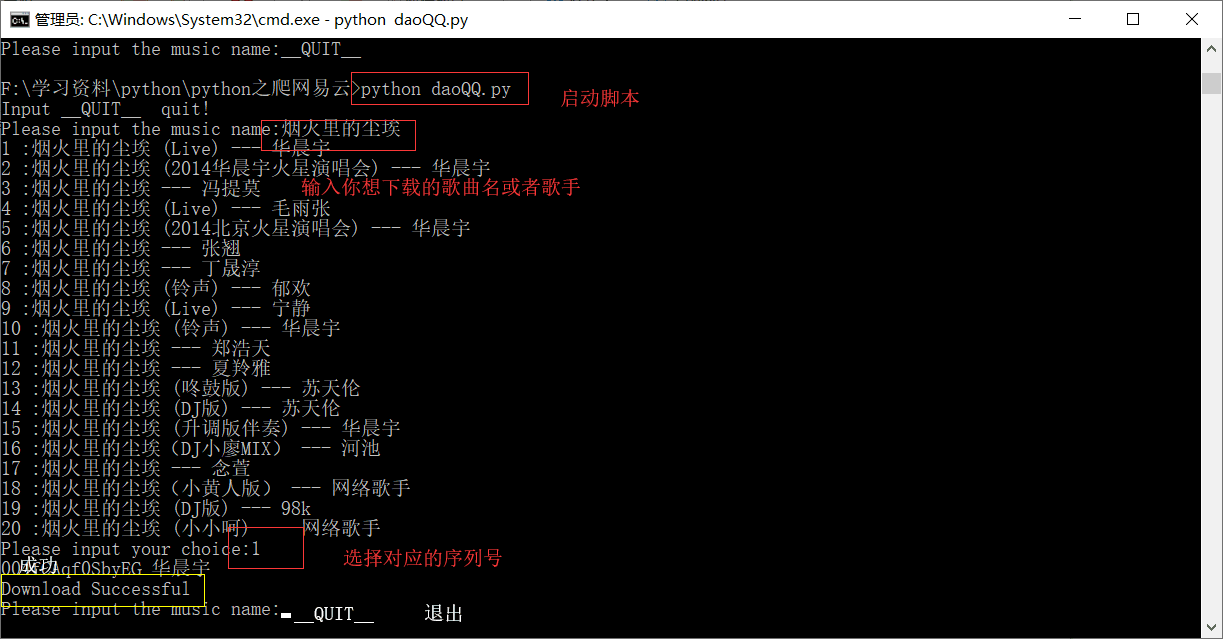 管理员: C:\Windows\System32\cmd.exe - python daoQQ.py
Please input the music name:__QUIT__
F:\学习资料\python\python之爬网易云>python daoQQ.py
启动脚本
Input __QUIT__ quit!
Please input the music name:烟火里的尘埃
1 :烟火里的尘埃 (Live) --- 华晨宇
2 :烟火里的尘埃 (2014华晨宇火星演唱会) --- 华晨宇
3 :烟火里的尘埃 --- 冯提莫
输入你想下载的歌曲名或者歌手
4 :烟火里的尘埃 (Live) --- 毛雨张
5 :烟火里的尘埃 (2014北京火星演唱会) --- 华晨宇
6 :烟火里的尘埃 --- 张翘
7 :烟火里的尘埃 --- 丁晟淳
8 :烟火里的尘埃 (铃声) --- 郁欢
9 :烟火里的尘埃 (Live) --- 宁静
10 :烟火里的尘埃 (铃声) --- 华晨宇
11 :烟火里的尘埃 --- 郑浩天
12 :烟火里的尘埃 --- 夏羚雅
13 :烟火里的尘埃 (咚鼓版) --- 苏天伦
14 :烟火里的尘埃 (DJ版) --- 苏天伦
15 :烟火里的尘埃 (升调版伴奏) --- 华晨宇
16 :烟火里的尘埃（DJ小廖MIX） --- 河池
17 :烟火里的尘埃 --- 念萱
18 :烟火里的尘埃（小黄人版） --- 网络歌手
19 :烟火里的尘埃 (DJ版) --- 98k
20 :烟火里的尘埃 (小小呵) 网络歌手
Please input your choice:1
选择对应的序列号
成功
华晨宇
Download Successful
Please input the music name:
__QUIT__ 退出